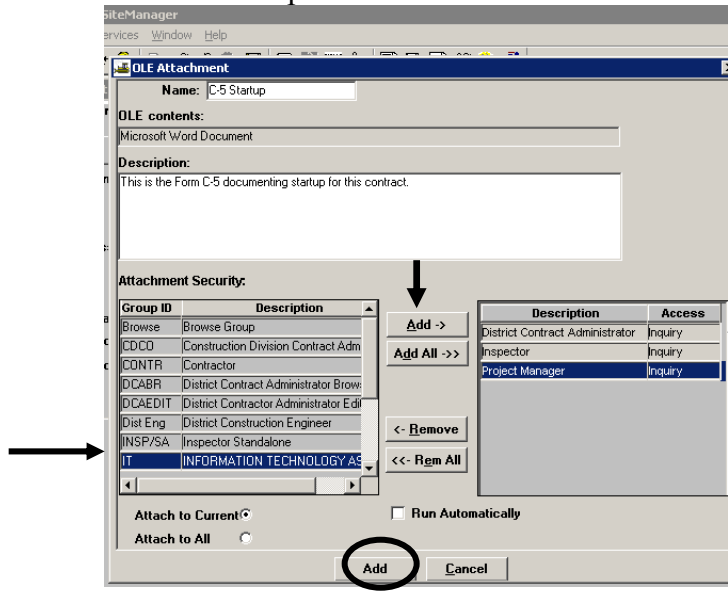 SiteManager
Window Help
OLE Attachment
Name: C-5 Startup
OLE contents:
Microsoft Word Document
Description:
This is the Form C-5 documenting startup for this contract.
Attachment Security:
Group ID Description
Browse Browse Group
CDCO Construction Division Contract Adm
CONTR Contractor
DCABR District Contract Administrator Brow
DCAEDIT District Contractor Administrator Edi
Dist Eng District Construction Engineer
INSP/SA Inspector Standalone
IT INFORMATION TECHNOLOGY AS
Add ->
Add All ->>
<- Remove
<<- Rem All
Description Access
District Contract Administrator Inquiry
Inspector Inquiry
Project Manager Inquiry
Attach to Current
Attach to All
Run Automatically
Add Cancel